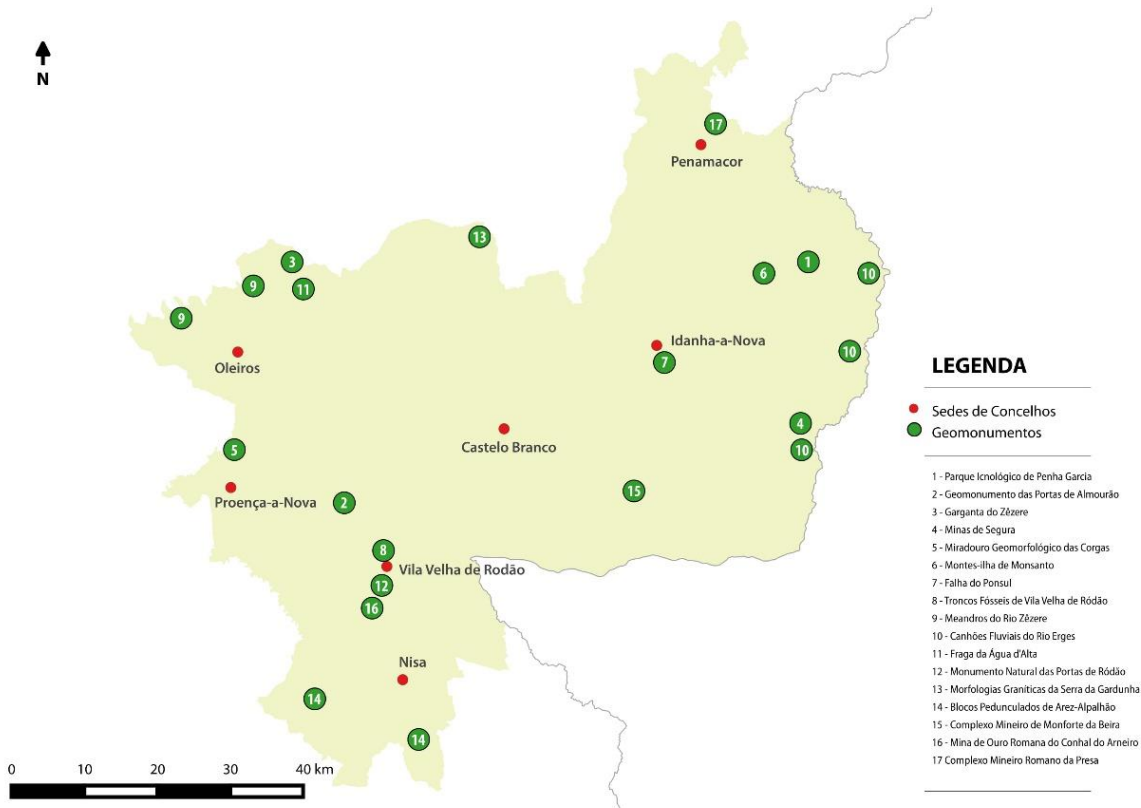 N
17
Penamacor
13
3
1
6
10
9
11
9
Idanha-a-Nova
10
7
Oleiros
4
Castelo Branco
5
10
Proença-a-Nova
15
2
8
Vila Velha de Rodão
12
16
Nisa
14
14
0 10 20 30 40 km
LEGENDA
Sedes de Concelhos
Geomonumentos
1 - Parque Icnológico de Penha Garcia
2 - Geomonumento das Portas de Almourão
3 - Garganta do Zêzere
4 - Minas de Segura
5 - Miradouro Geomorfológico das Corgas
6 - Montes-ilha de Monsanto
7 - Falha do Ponsul
8 - Troncos Fósseis de Vila Velha de Ródão
9 - Meandros do Rio Zêzere
10 - Canhões Fluviais do Rio Erges
11 - Fraga da Água d'Alta
12 - Monumento Natural das Portas de Ródão
13 - Morfologias Graníticas da Serra da Gardunha
14 - Blocos Pedunculados de Arez-Alpalhão
15 - Complexo Mineiro de Monforte da Beira
16 - Mina de Ouro Romana do Conhal do Arneiro
17 Complexo Mineiro Romano da Presa